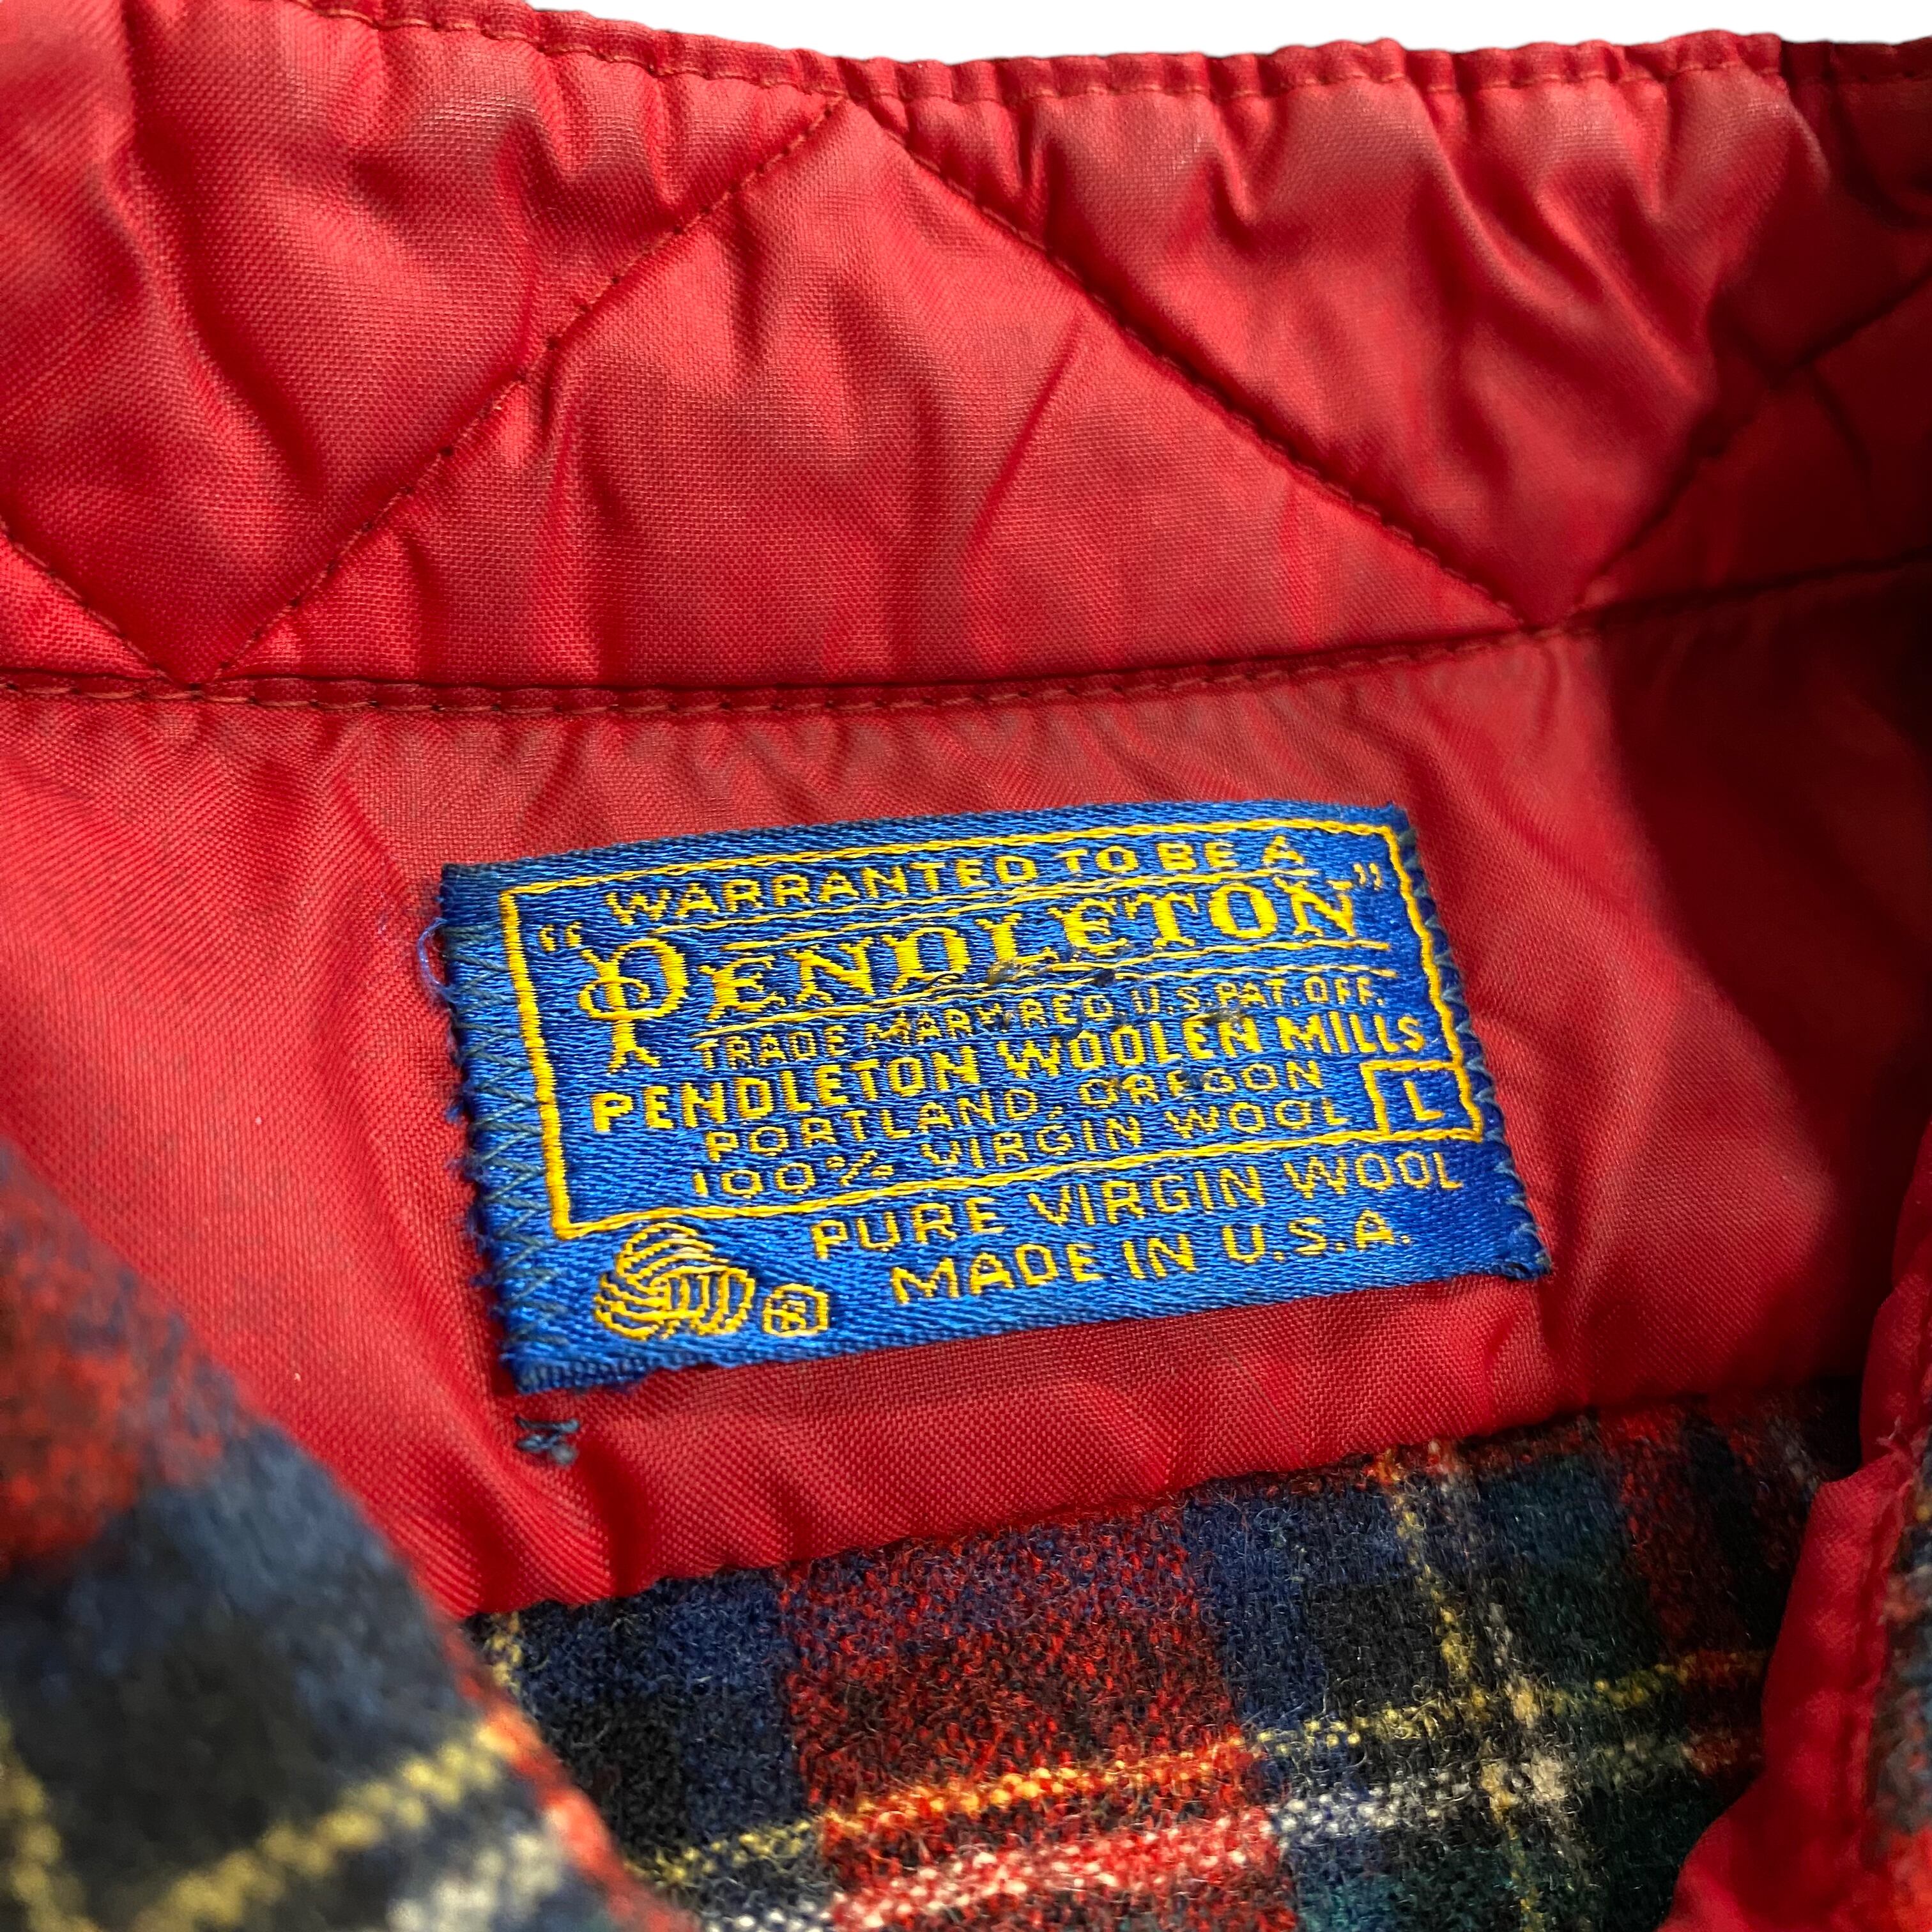 WARRANTED TO BE A
"PENDLETON"
TRADE MARK REG. U.S. PAT. OFF.
PENDLETON WOOLEN MILLS
PORTLAND, OREGON
100% VIRGIN WOOL
L
PURE VIRGIN WOOL
® MADE IN U.S.A.